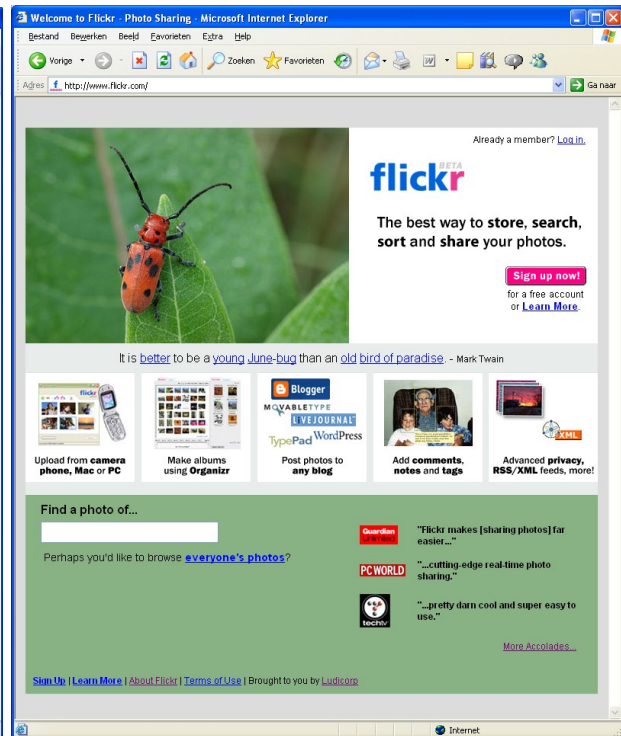 Welcome to Flickr - Photo Sharing - Microsoft Internet Explorer
Bestand Bewerken Beeld Favorieten Extra Help
Vorige Zoeken Favorieten
Adres http://www.flickr.com/ Ga naar
Already a member? Log in.
flickr BETA
The best way to store, search,
sort and share your photos.
Sign up now!
for a free account
or Learn More.
It is better to be a young June-bug than an old bird of paradise. - Mark Twain
flickr
Blogger
MOVABLETYPE
LIVEJOURNAL
TypePad WordPress
XML
Upload from camera
phone, Mac or PC
Make albums
using Organizr
Post photos to
any blog
Add comments,
notes and tags
Advanced privacy,
RSS/XML feeds, more!
Find a photo of...
Perhaps you'd like to browse everyone's photos?
Guardian
Unlimited
"Flickr makes [sharing photos] far
easier..."
PC WORLD
"...cutting-edge real-time photo
sharing."
techtv
"...pretty darn cool and super easy to
use."
More Accolades...
Sign Up | Learn More | About Flickr | Terms of Use | Brought to you by Ludicorp
Internet